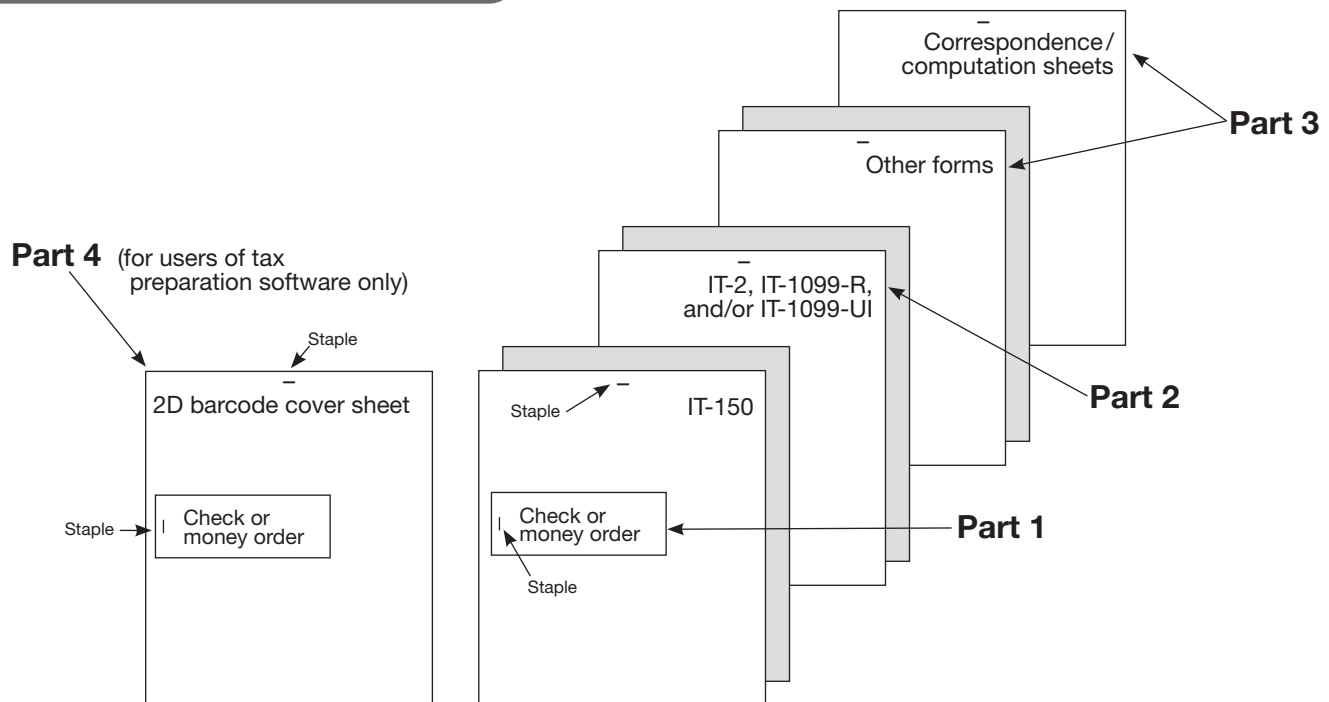 Correspondence/
computation sheets
Part 3
Other forms
Part 4 (for users of tax
preparation software only)
IT-2, IT-1099-R,
and/or IT-1099-UI
Part 2
Staple
2D barcode cover sheet
Staple
IT-150
Staple
Check or
money order
Check or
money order
Part 1
Staple